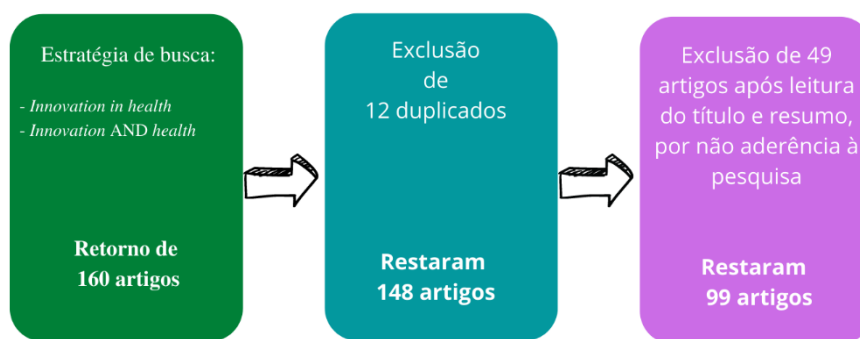 Estratégia de busca:
- Innovation in health
- Innovation AND health
Retorno de
160 artigos
Exclusão
de
12 duplicados
Restaram
148 artigos
Exclusão de 49
artigos após leitura
do título e resumo,
por não aderência à
pesquisa
Restaram
99 artigos